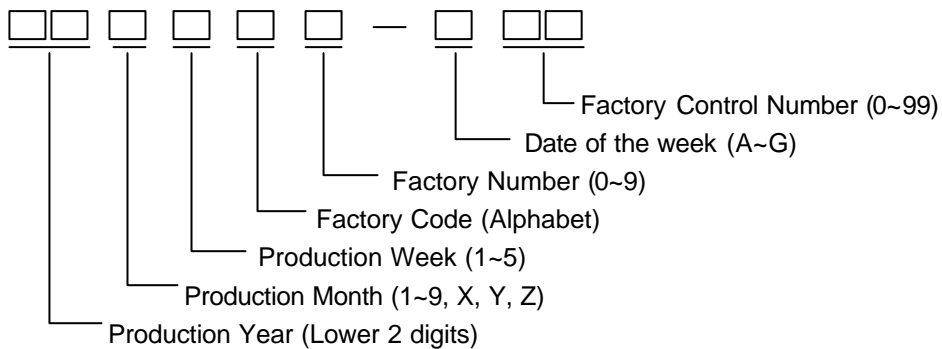 Factory Control Number (0~99)
Date of the week (A~G)
Factory Number (0~9)
Factory Code (Alphabet)
Production Week (1~5)
Production Month (1~9, X, Y, Z)
Production Year (Lower 2 digits)